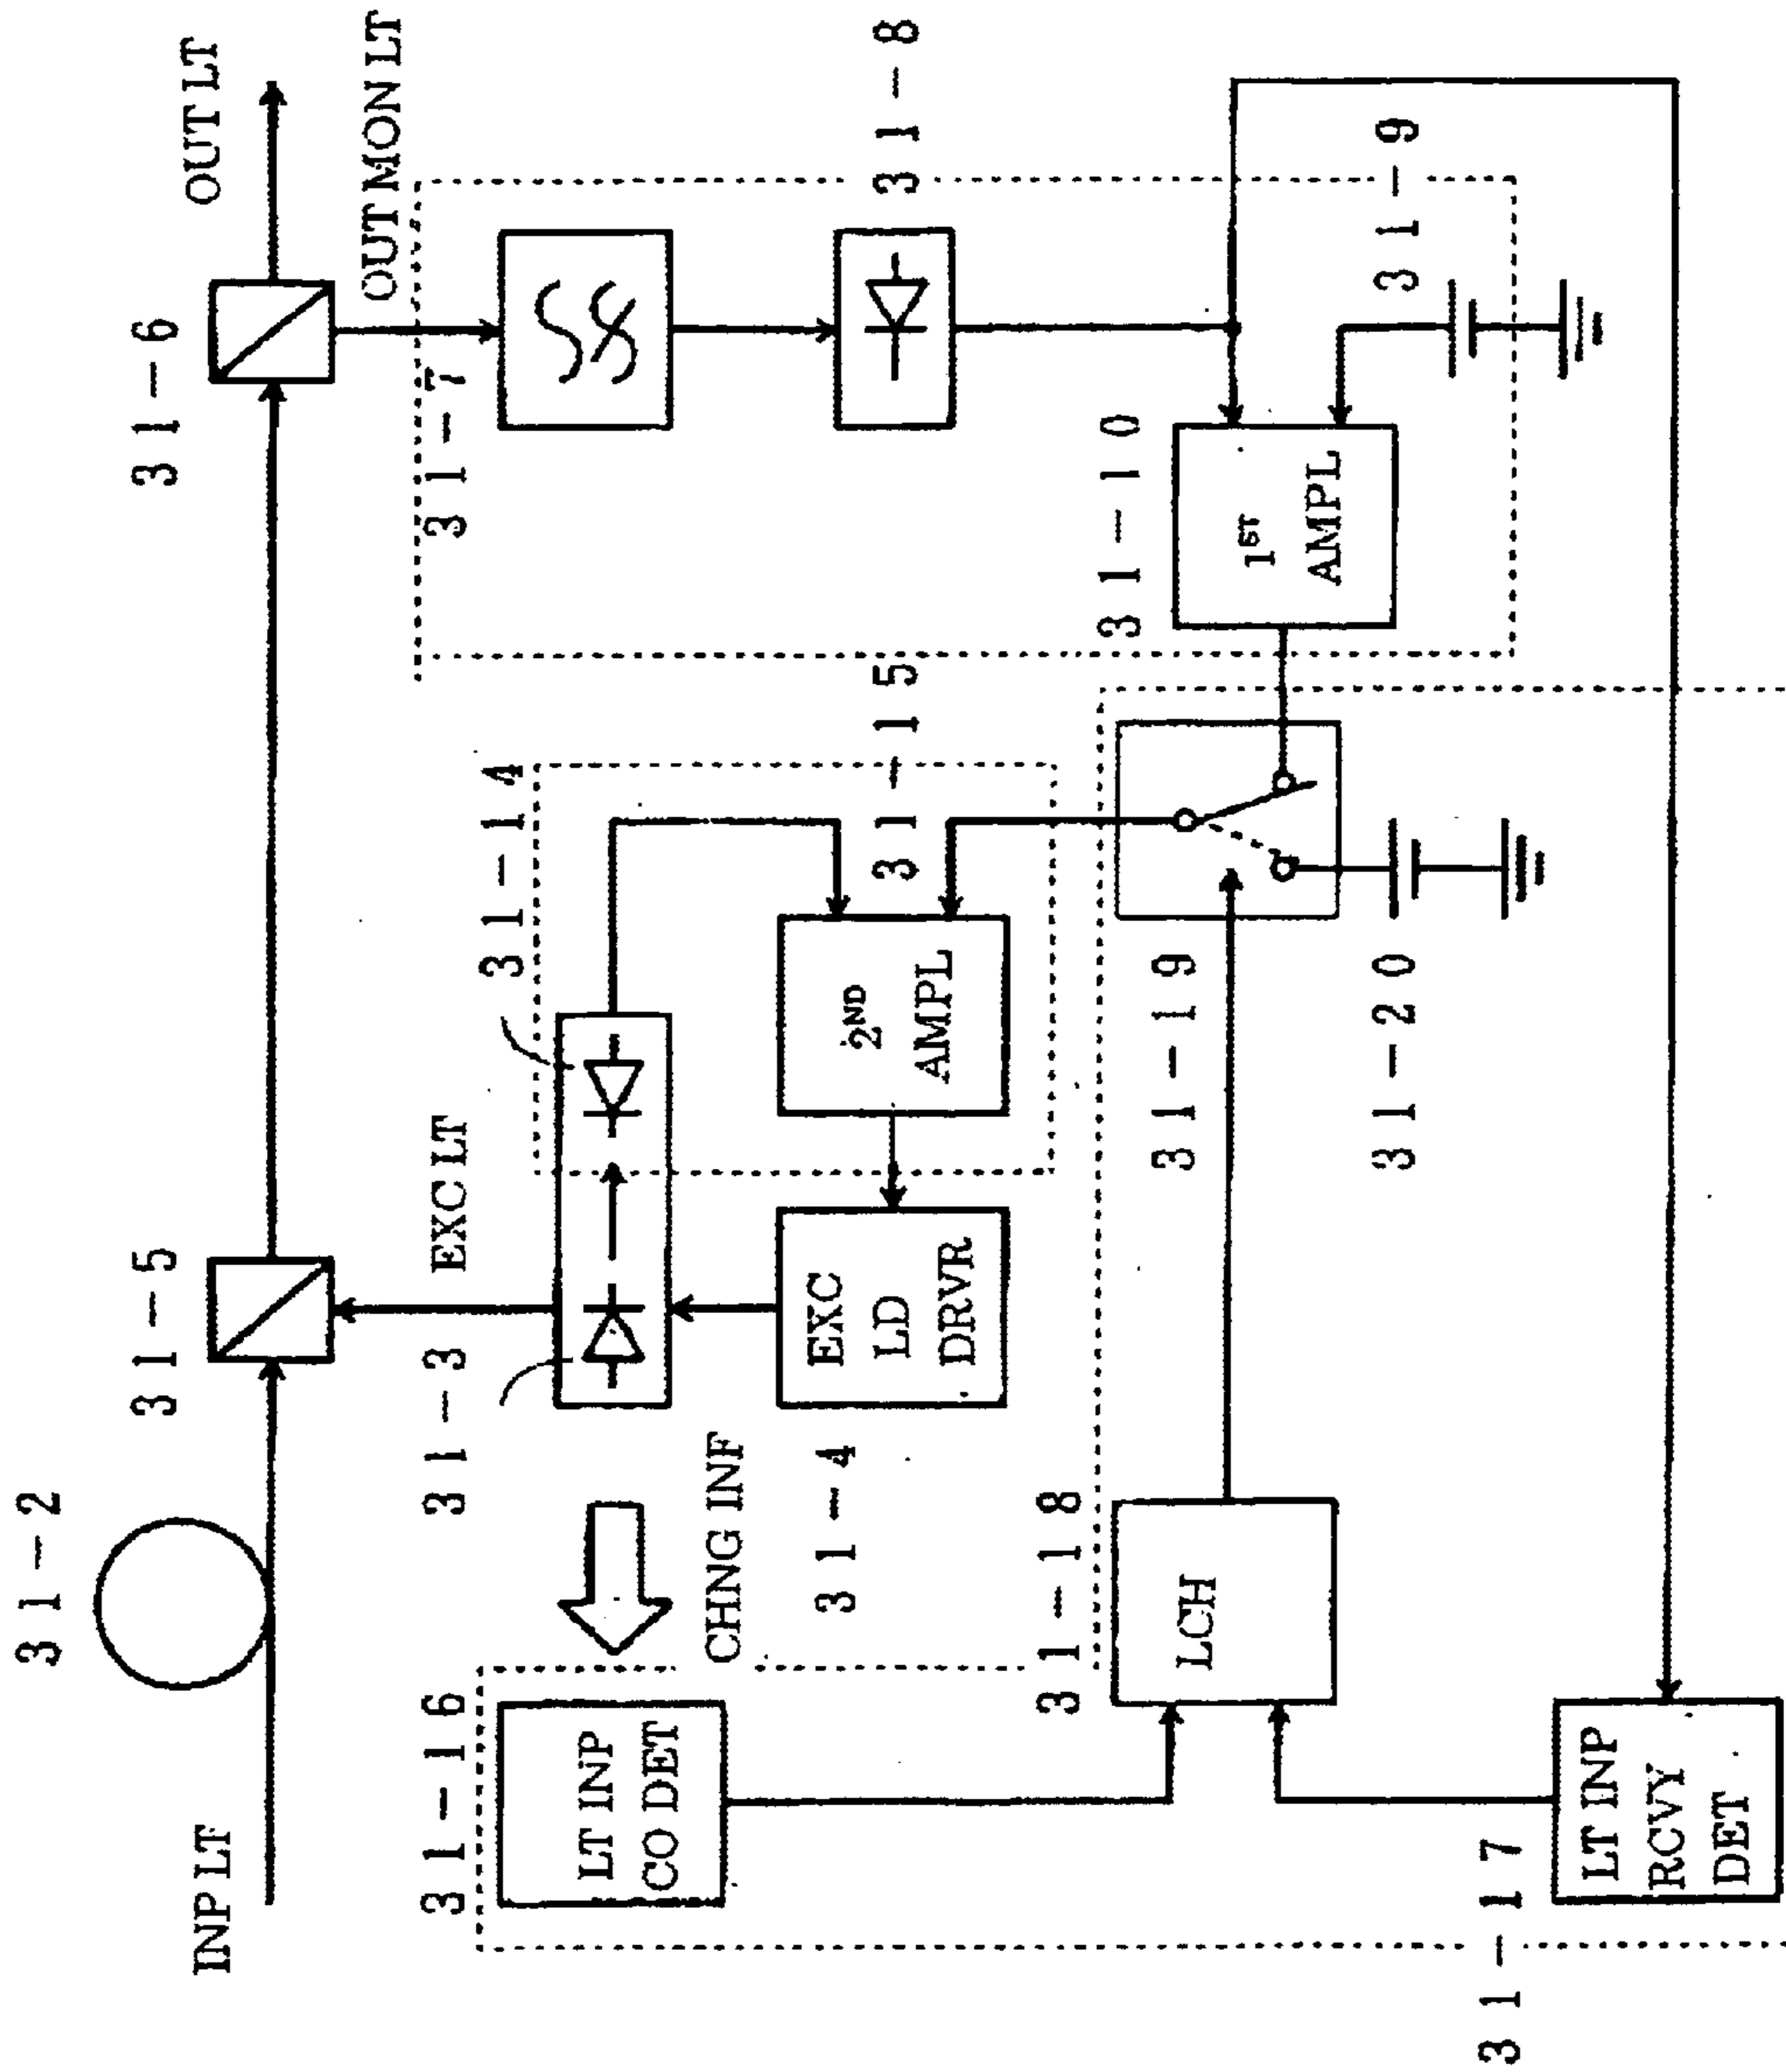 31-2
INP LT
31-5
31-6
OUT LT
OUT MON LT
31-3
EXC LT
31-14
31-7
31-16
LT INP
CO DET
CHNG INF
31-4
EXC
LD
DRVR
2ND
AMPL
31-15
31-8
31-18
LCH
31-19
31-20
31-10
1ST
AMPL
31-9
31-17
LT INP
RCVY
DET